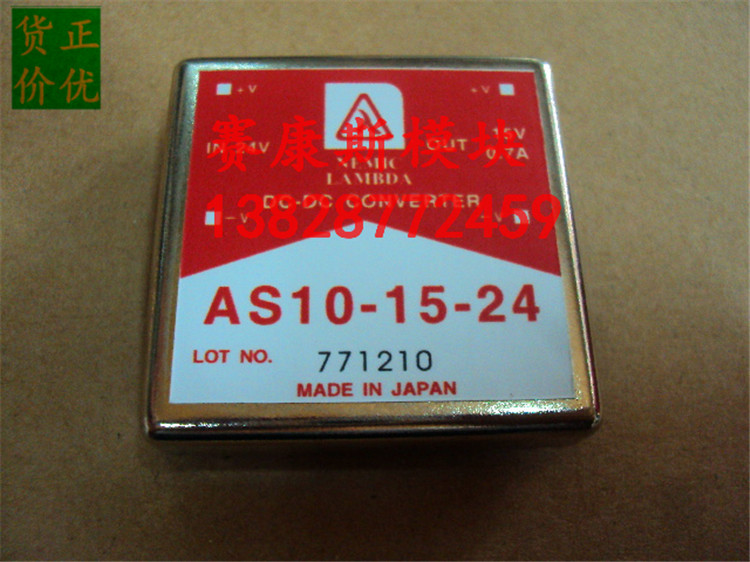 货正
价优
+V
+V
IN 24V
OUT
15V
0.7A
赛康斯模块
NEMIC
LAMBDA
DC-DC CONVERTER
13828772459
-V
-V
AS10-15-24
LOT NO. 771210
MADE IN JAPAN